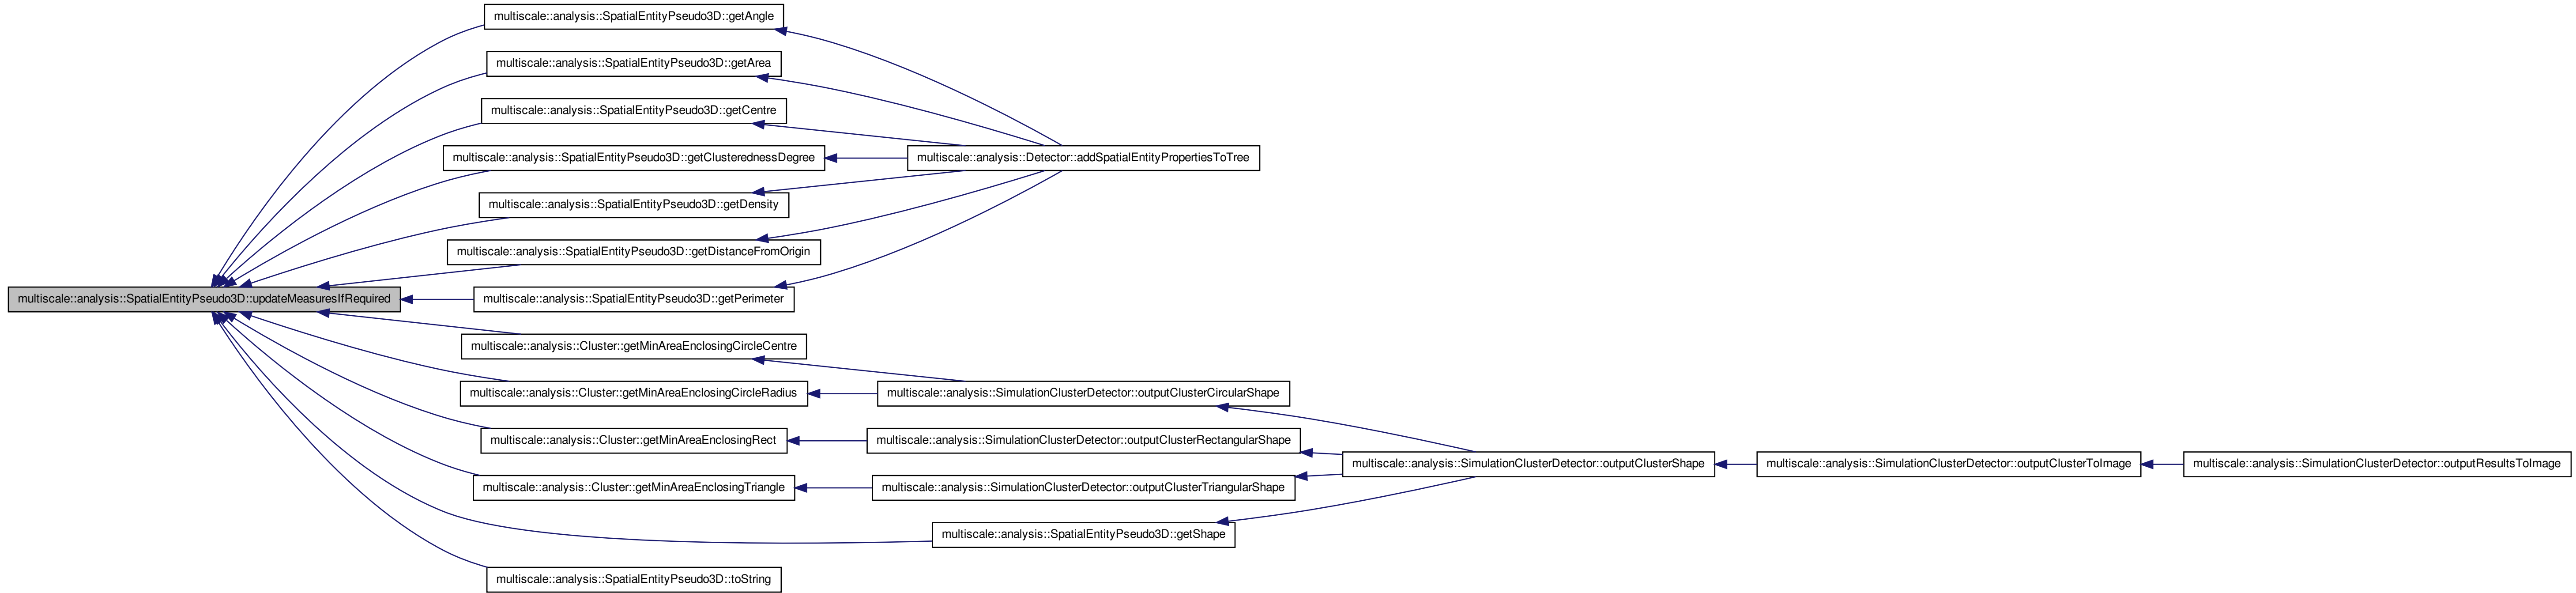 multiscale::analysis::SpatialEntityPseudo3D::getAngle
multiscale::analysis::SpatialEntityPseudo3D::getArea
multiscale::analysis::SpatialEntityPseudo3D::getCentre
multiscale::analysis::SpatialEntityPseudo3D::getClusterednessDegree
multiscale::analysis::Detector::addSpatialEntityPropertiesToTree
multiscale::analysis::SpatialEntityPseudo3D::getDensity
multiscale::analysis::SpatialEntityPseudo3D::getDistanceFromOrigin
multiscale::analysis::SpatialEntityPseudo3D::updateMeasuresIfRequired
multiscale::analysis::SpatialEntityPseudo3D::getPerimeter
multiscale::analysis::Cluster::getMinAreaEnclosingCircleCentre
multiscale::analysis::Cluster::getMinAreaEnclosingCircleRadius
multiscale::analysis::SimulationClusterDetector::outputClusterCircularShape
multiscale::analysis::Cluster::getMinAreaEnclosingRect
multiscale::analysis::SimulationClusterDetector::outputClusterRectangularShape
multiscale::analysis::SimulationClusterDetector::outputClusterShape
multiscale::analysis::SimulationClusterDetector::outputClusterToImage
multiscale::analysis::SimulationClusterDetector::outputResultsToImage
multiscale::analysis::Cluster::getMinAreaEnclosingTriangle
multiscale::analysis::SimulationClusterDetector::outputClusterTriangularShape
multiscale::analysis::SpatialEntityPseudo3D::getShape
multiscale::analysis::SpatialEntityPseudo3D::toString